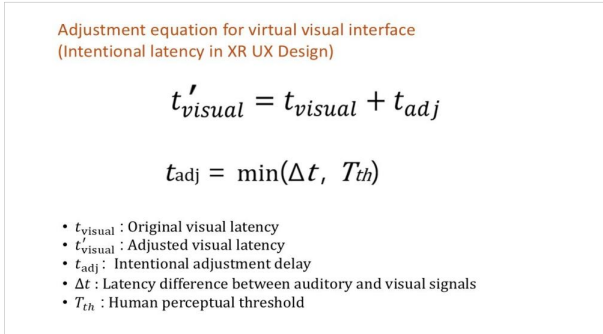 Adjustment equation for virtual visual interface
(Intentional latency in XR UX Design)
t′visual = tvisual + tadj
tadj = min(Δt, Tth)
• tvisual : Original visual latency
• t′visual : Adjusted visual latency
• tadj : Intentional adjustment delay
• Δt : Latency difference between auditory and visual signals
• Tth : Human perceptual threshold